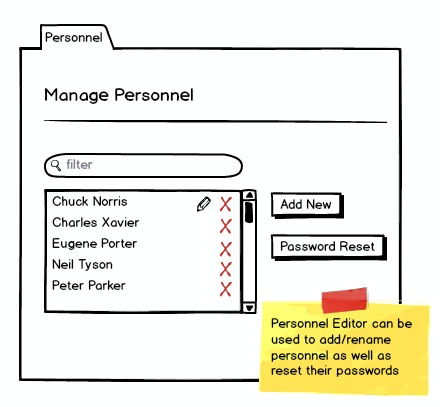 Personnel
Manage Personnel
filter
Chuck Norris
Charles Xavier
Eugene Porter
Neil Tyson
Peter Parker
Add New
Password Reset
Personnel Editor can be
used to add/rename
personnel as well as
reset their passwords